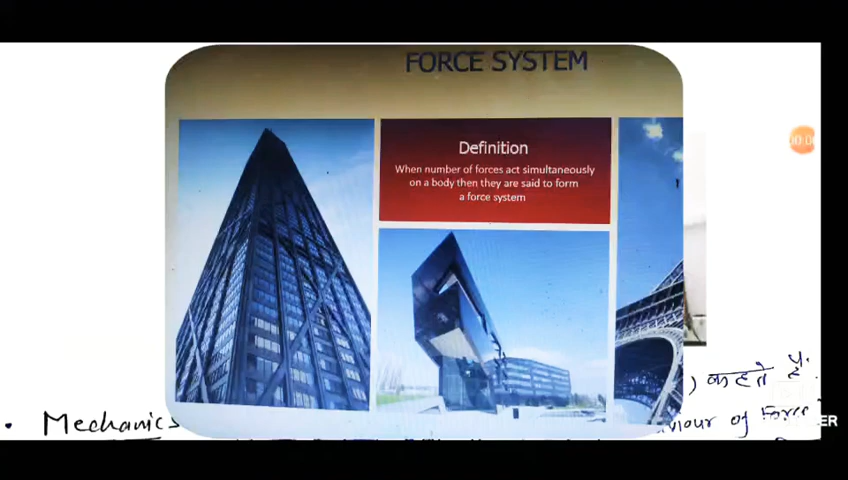 FORCE SYSTEM
Definition
When number of forces act simultaneously
on a body then they are said to form
a force system
) कहते है.
• Mechanics
of Force